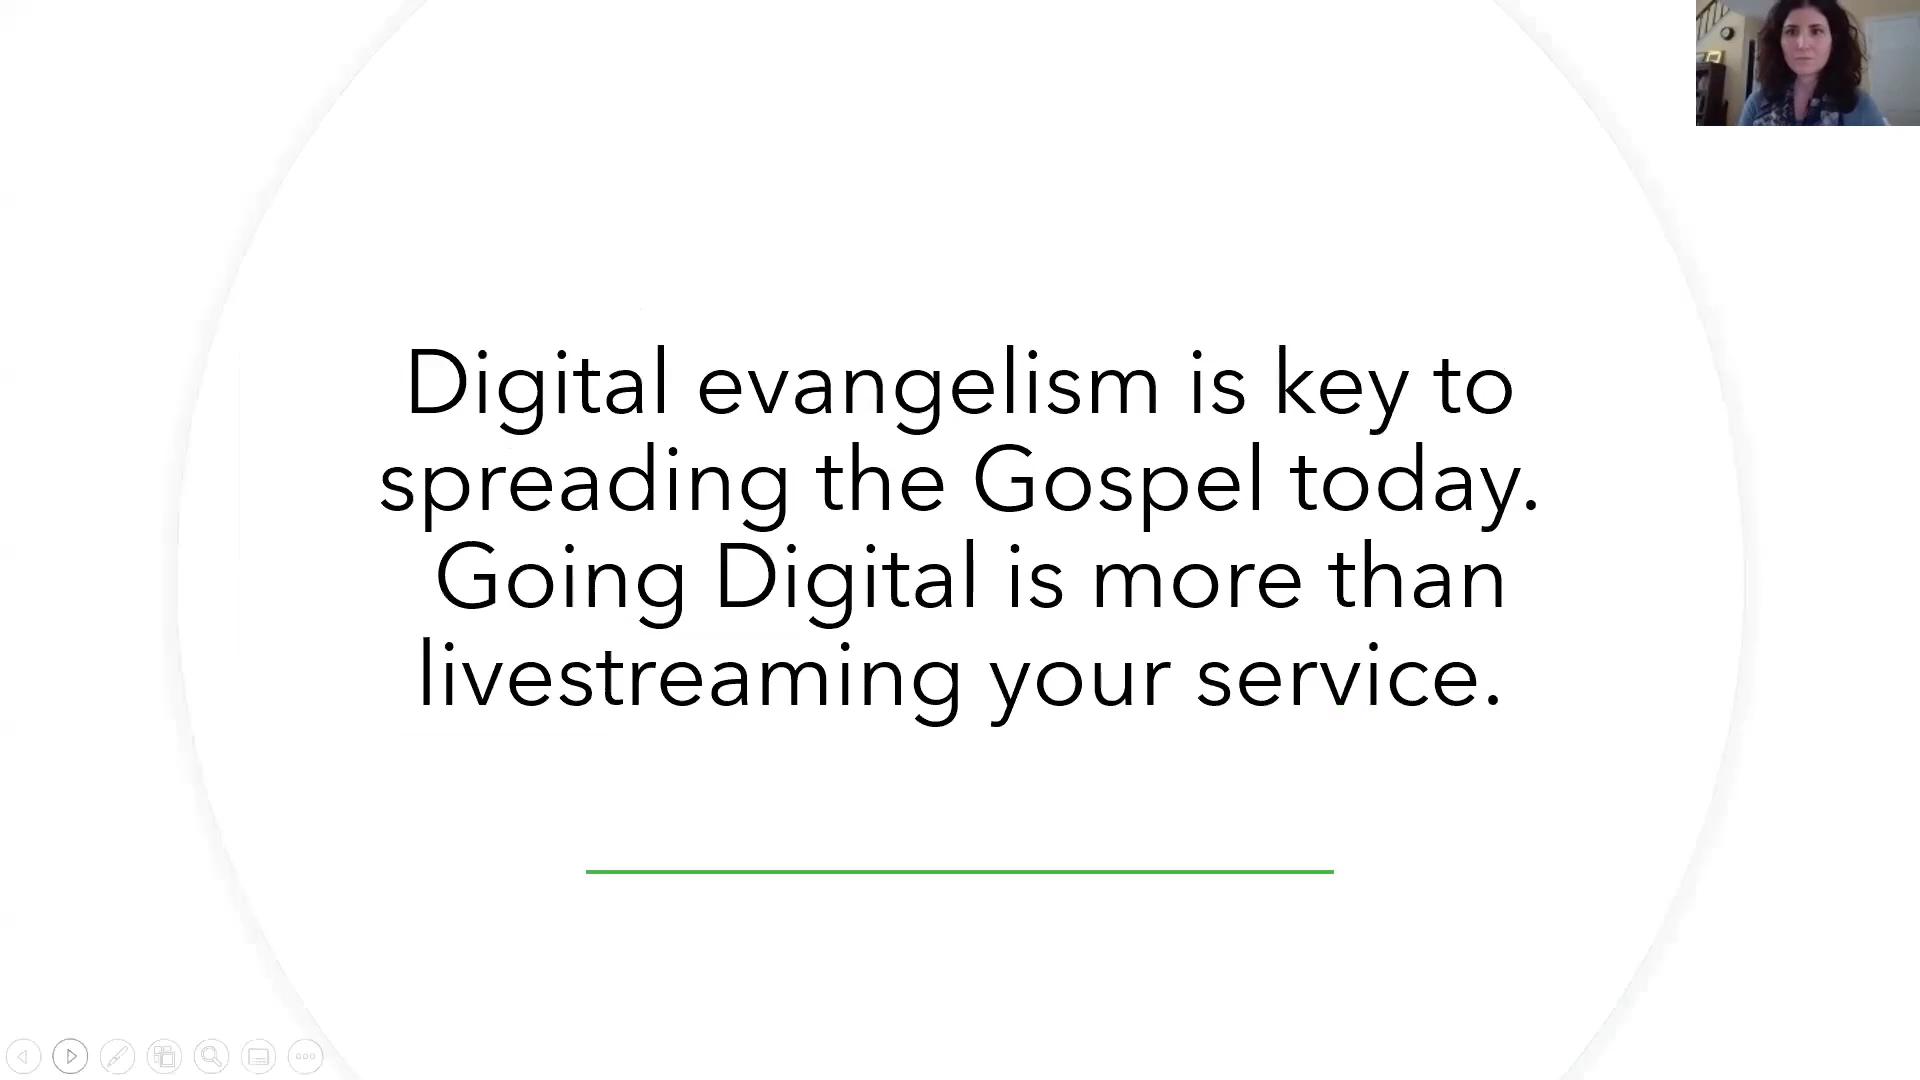 Digital evangelism is key to
spreading the Gospel today.
Going Digital is more than
livestreaming your service.